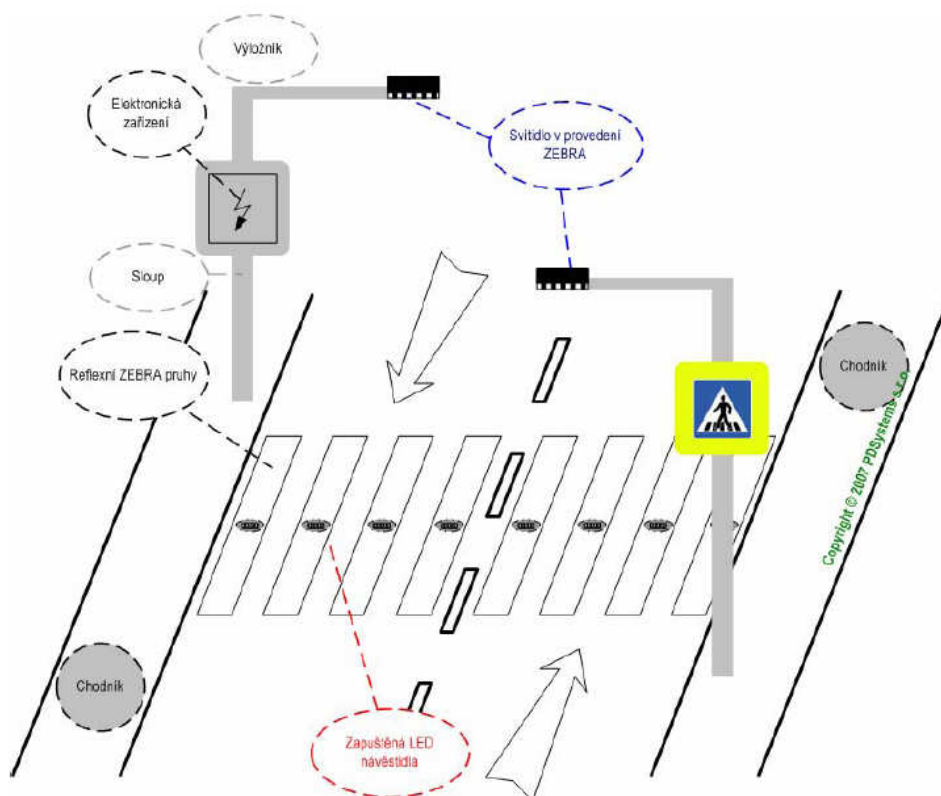 Výložník
Elektronická
zařízení
Svítidlo v provedení
ZEBRA
Sloup
Reflexní ZEBRA pruhy
Chodník
Copyright © 2007 PDSystems s.r.o.
Chodník
Zapuštěná LED
návěstidla